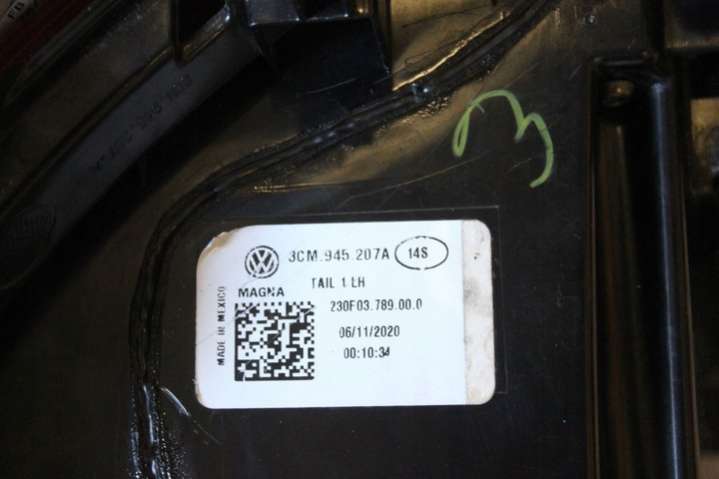 3CM.945.207A 14S
TAIL 1 LH
MAGNA
230F03.789.00.0
06/11/2020
00:10:34
MADE IN MEXICO
3